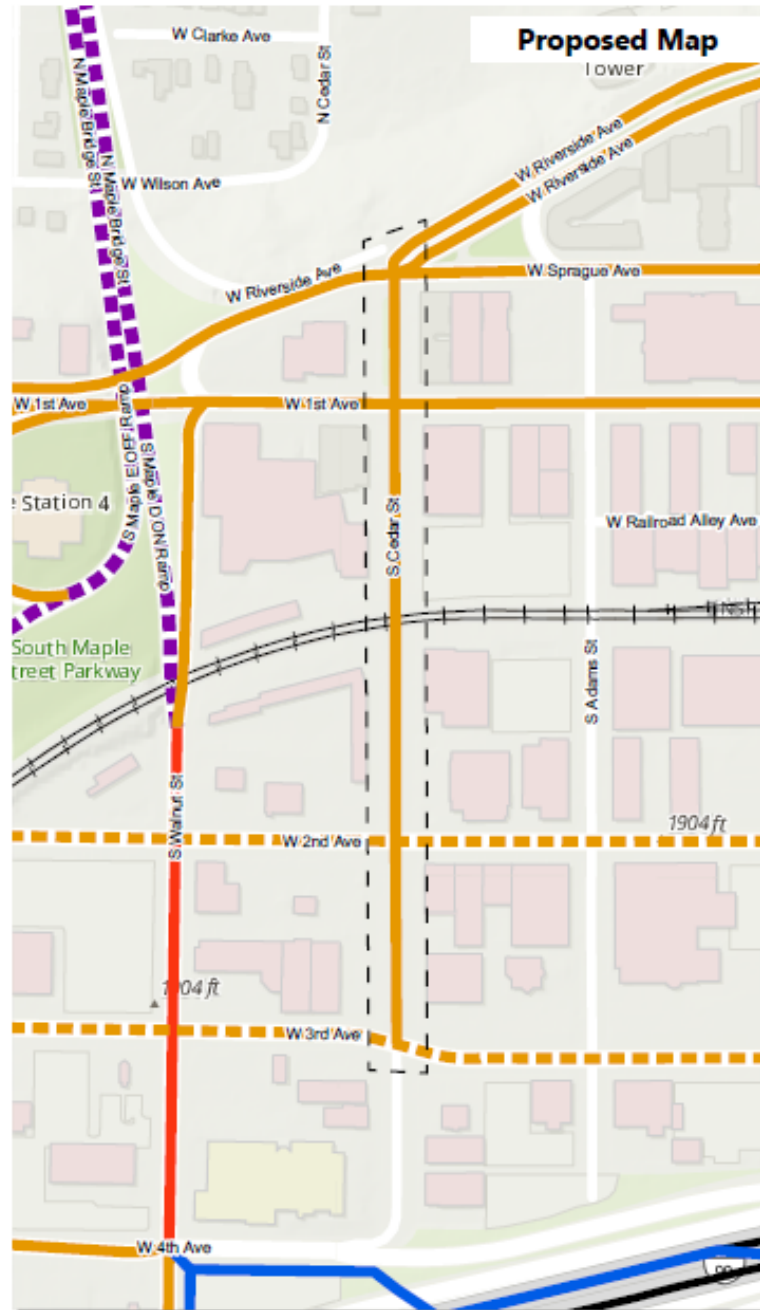 Proposed Map
W Clarke Ave
N Cedar St
Tower
N Maple Bridge St
N Maple Bridge St
W Riverside Ave
W Riverside Ave
W Wilson Ave
W Riverside Ave
W Sprague Ave
W 1st Ave
W 1st Ave
S Maple E OFF Ramp
S Maple D ON Ramp
Station 4
S Cedar St
W Railroad Alley Ave
South Maple
Parkway
S Adams St
S Walnut St
1904 ft
W 2nd Ave
1904 ft
W 3rd Ave
W 4th Ave